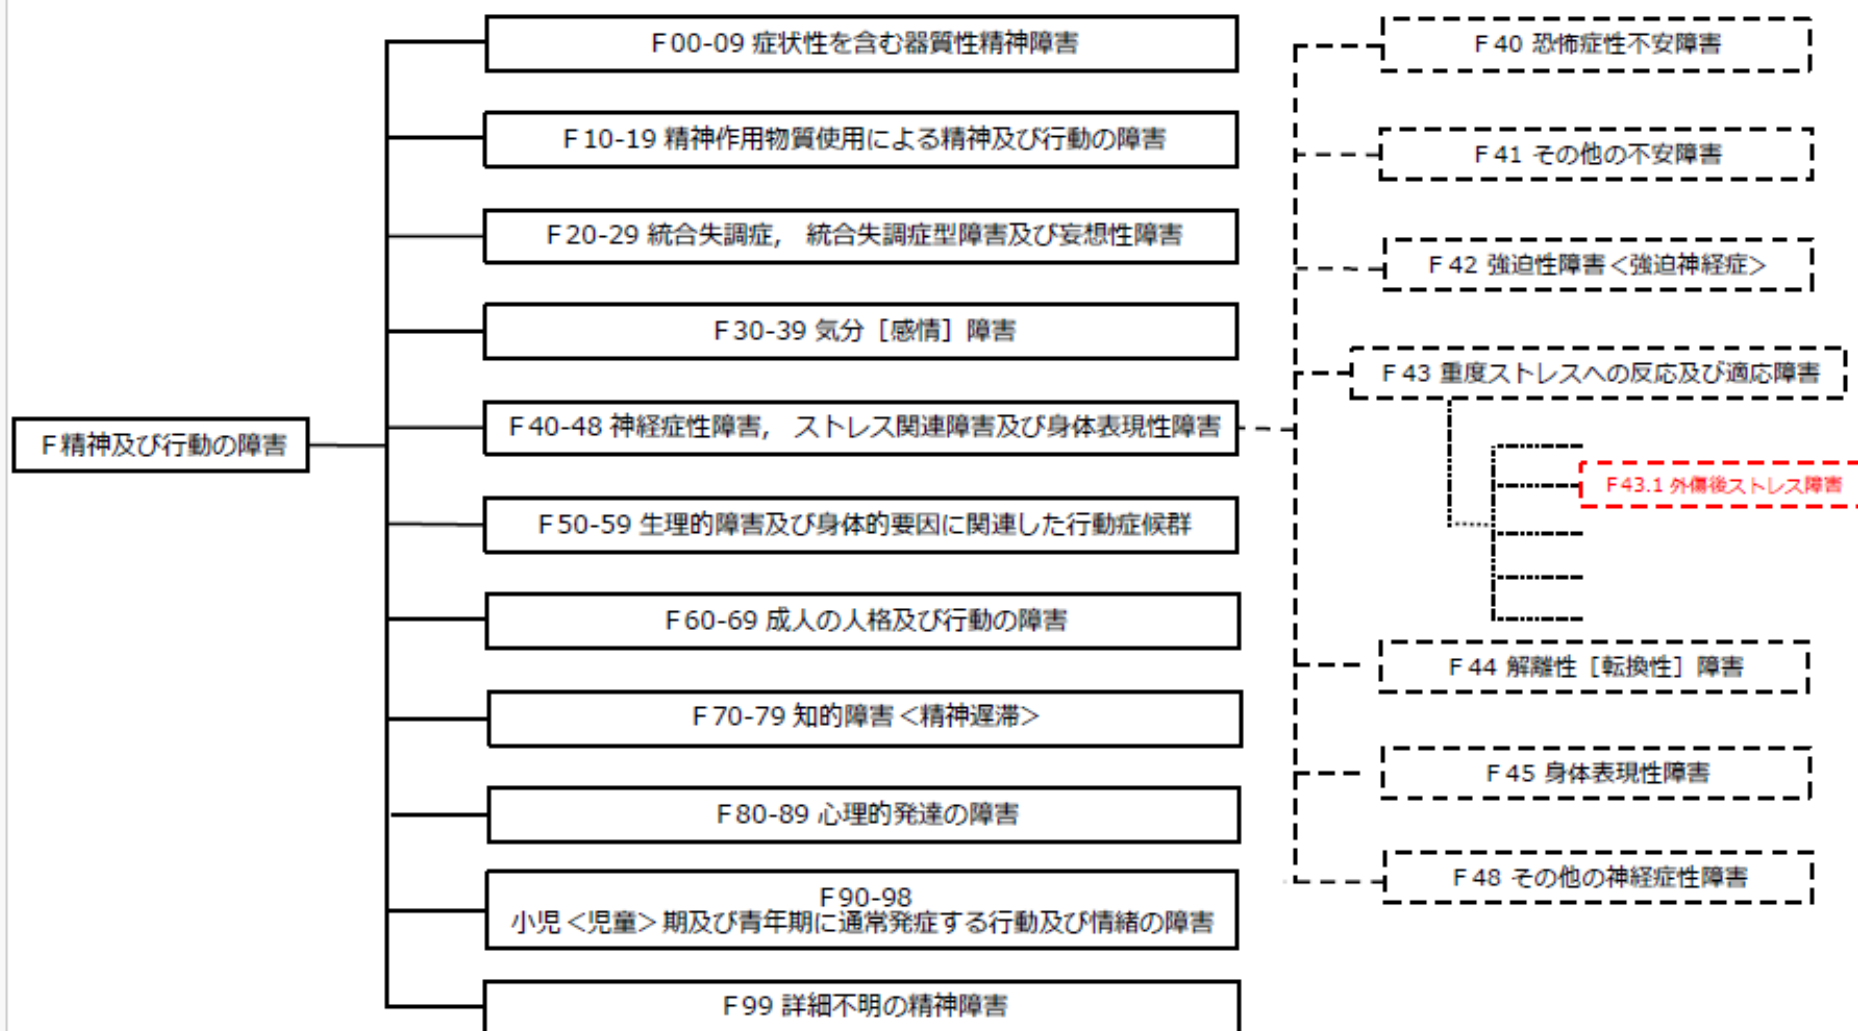 F精神及び行動の障害
F00-09 症状性を含む器質性精神障害
F10-19 精神作用物質使用による精神及び行動の障害
F20-29 統合失調症, 統合失調症型障害及び妄想性障害
F30-39 気分［感情］障害
F40-48 神経症性障害, ストレス関連障害及び身体表現性障害
F50-59 生理的障害及び身体的要因に関連した行動症候群
F60-69 成人の人格及び行動の障害
F70-79 知的障害<精神遅滞>
F80-89 心理的発達の障害
F90-98
小児<児童>期及び青年期に通常発症する行動及び情緒の障害
F99 詳細不明の精神障害
F40 恐怖症性不安障害
F41 その他の不安障害
F42 強迫性障害<強迫神経症>
F43 重度ストレスへの反応及び適応障害
F43.1 外傷後ストレス障害
F44 解離性［転換性］障害
F45 身体表現性障害
F48 その他の神経症性障害